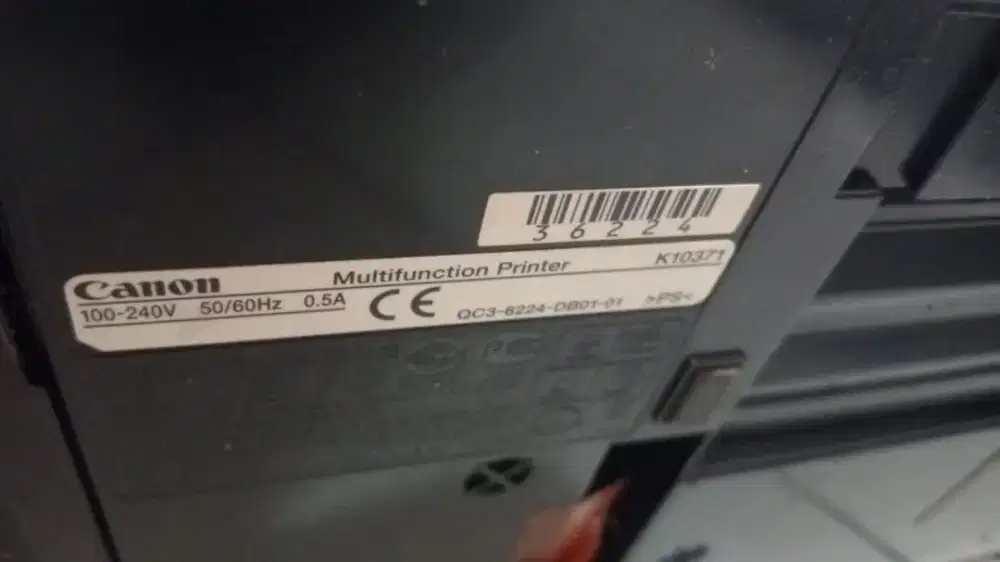 36224
Canon Multifunction Printer K10371
100-240V 50/60Hz 0.5A CE QC3-6224-DB01-01 >PS<